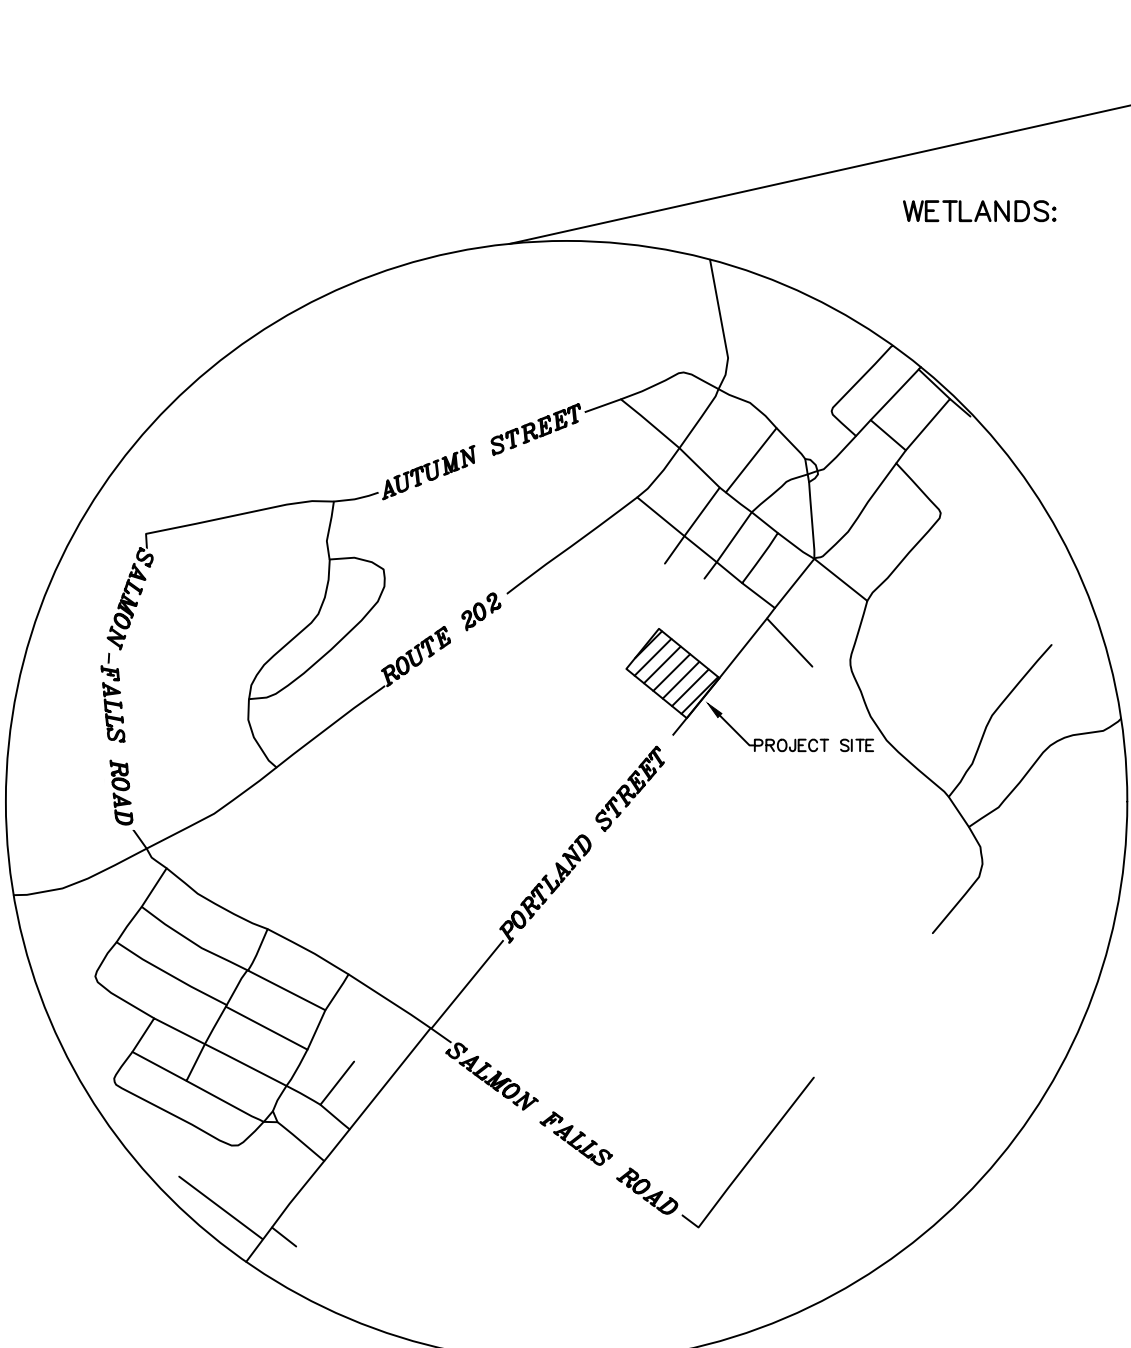 WETLANDS:
AUTUMN STREET
SALMON-FALLS ROAD
ROUTE 202
PROJECT SITE
PORTLAND STREET
SALMON FALLS ROAD